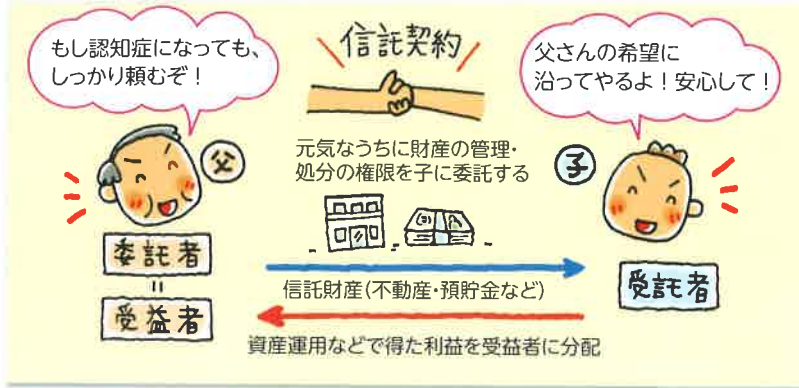 もし認知症になっても、
しっかり頼むぞ！
信託契約
父さんの希望に
沿ってやるよ！安心して！
父
元気なうちに財産の管理・
処分の権限を子に委託する
子
委託者
＝
受益者
信託財産(不動産・預貯金など)
受託者
資産運用などで得た利益を受益者に分配